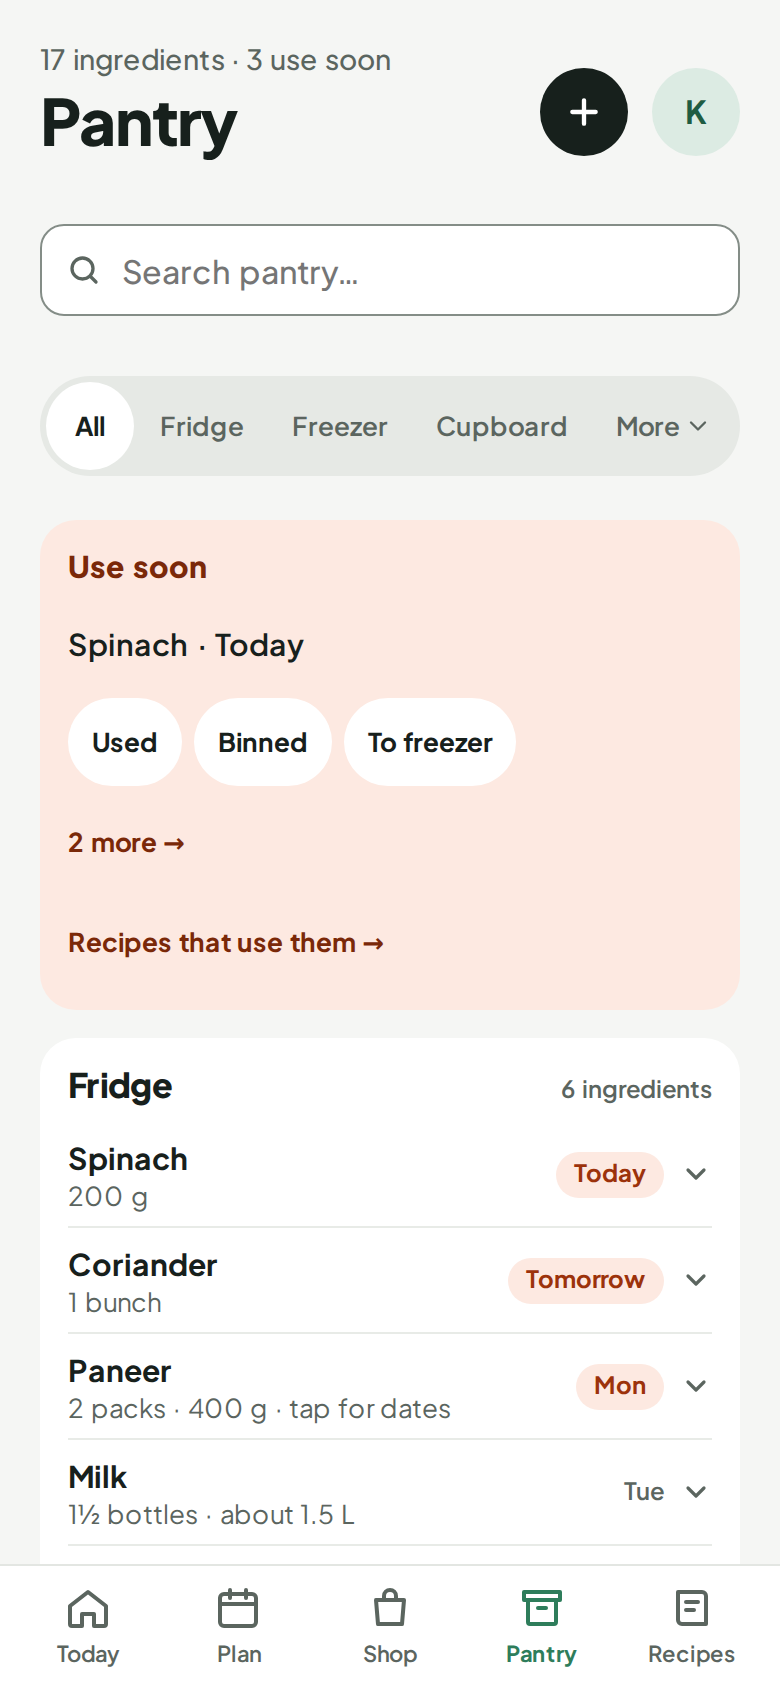 17 ingredients · 3 use soon
Pantry
K
Search pantry...
All Fridge Freezer Cupboard More
Use soon
Spinach · Today
Used Binned To freezer
2 more →
Recipes that use them →
Fridge 6 ingredients
Spinach Today
200 g
Coriander Tomorrow
1 bunch
Paneer Mon
2 packs · 400 g · tap for dates
Milk Tue
1½ bottles · about 1.5 L
Today Plan Shop Pantry Recipes